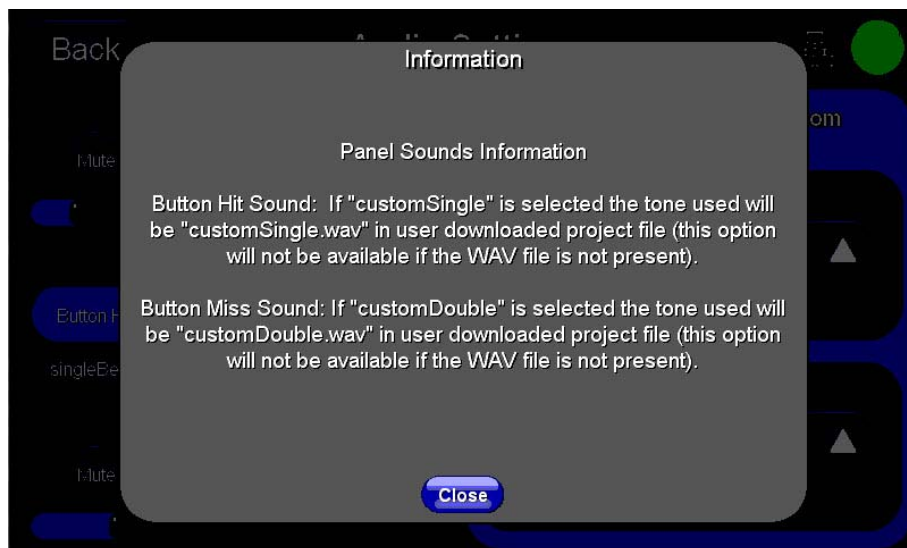 Back
Information
om
Mute
Panel Sounds Information
Button Hit Sound: If "customSingle" is selected the tone used will
be "customSingle.wav" in user downloaded project file (this option
will not be available if the WAV file is not present).
Button Miss Sound: If "customDouble" is selected the tone used will
be "customDouble.wav" in user downloaded project file (this option
will not be available if the WAV file is not present).
Button H
singleBe
Mute
Close